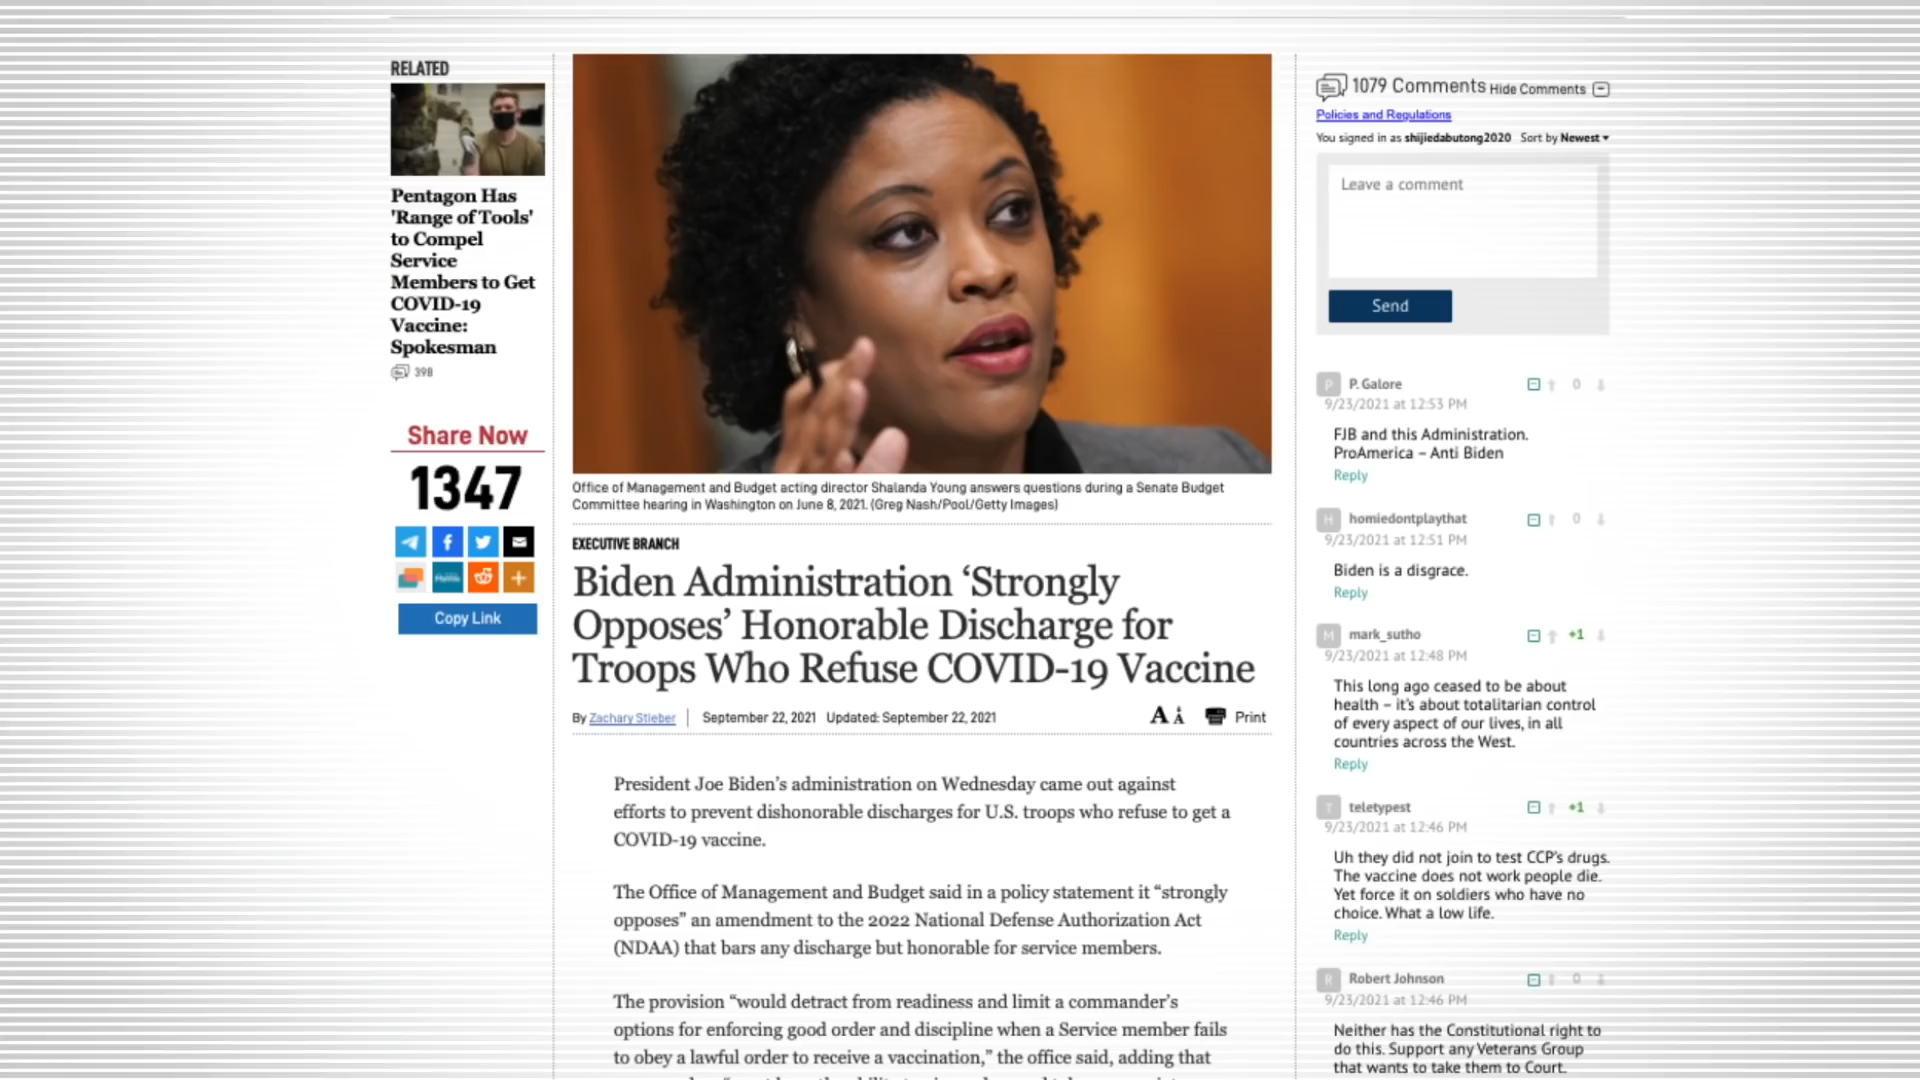 RELATED
Pentagon Has
'Range of Tools'
to Compel
Service
Members to Get
COVID-19
Vaccine:
Spokesman
398
Share Now
1347
Copy Link
Office of Management and Budget acting director Shalanda Young answers questions during a Senate Budget
Committee hearing in Washington on June 8, 2021. (Greg Nash/Pool/Getty Images)
EXECUTIVE BRANCH
Biden Administration ‘Strongly
Opposes’ Honorable Discharge for
Troops Who Refuse COVID-19 Vaccine
By Zachary Stieber | September 22, 2021 Updated: September 22, 2021
A A Print
President Joe Biden’s administration on Wednesday came out against
efforts to prevent dishonorable discharges for U.S. troops who refuse to get a
COVID-19 vaccine.
The Office of Management and Budget said in a policy statement it “strongly
opposes” an amendment to the 2022 National Defense Authorization Act
(NDAA) that bars any discharge but honorable for service members.
The provision “would detract from readiness and limit a commander’s
options for enforcing good order and discipline when a Service member fails
to obey a lawful order to receive a vaccination,” the office said, adding that
1079 Comments Hide Comments
Policies and Regulations
You signed in as shijiedabutong2020 Sort by Newest
Leave a comment
Send
P P. Galore 0
9/23/2021 at 12:53 PM
FJB and this Administration.
ProAmerica – Anti Biden
Reply
H homiedontplaythat 0
9/23/2021 at 12:51 PM
Biden is a disgrace.
Reply
M mark_sutho +1
9/23/2021 at 12:48 PM
This long ago ceased to be about
health – it’s about totalitarian control
of every aspect of our lives, in all
countries across the West.
Reply
T teletypest +1
9/23/2021 at 12:46 PM
Uh they did not join to test CCP’s drugs.
The vaccine does not work people die.
Yet force it on soldiers who have no
choice. What a low life.
Reply
R Robert Johnson 0
9/23/2021 at 12:46 PM
Neither has the Constitutional right to
do this. Support any Veterans Group
that wants to take them to Court.